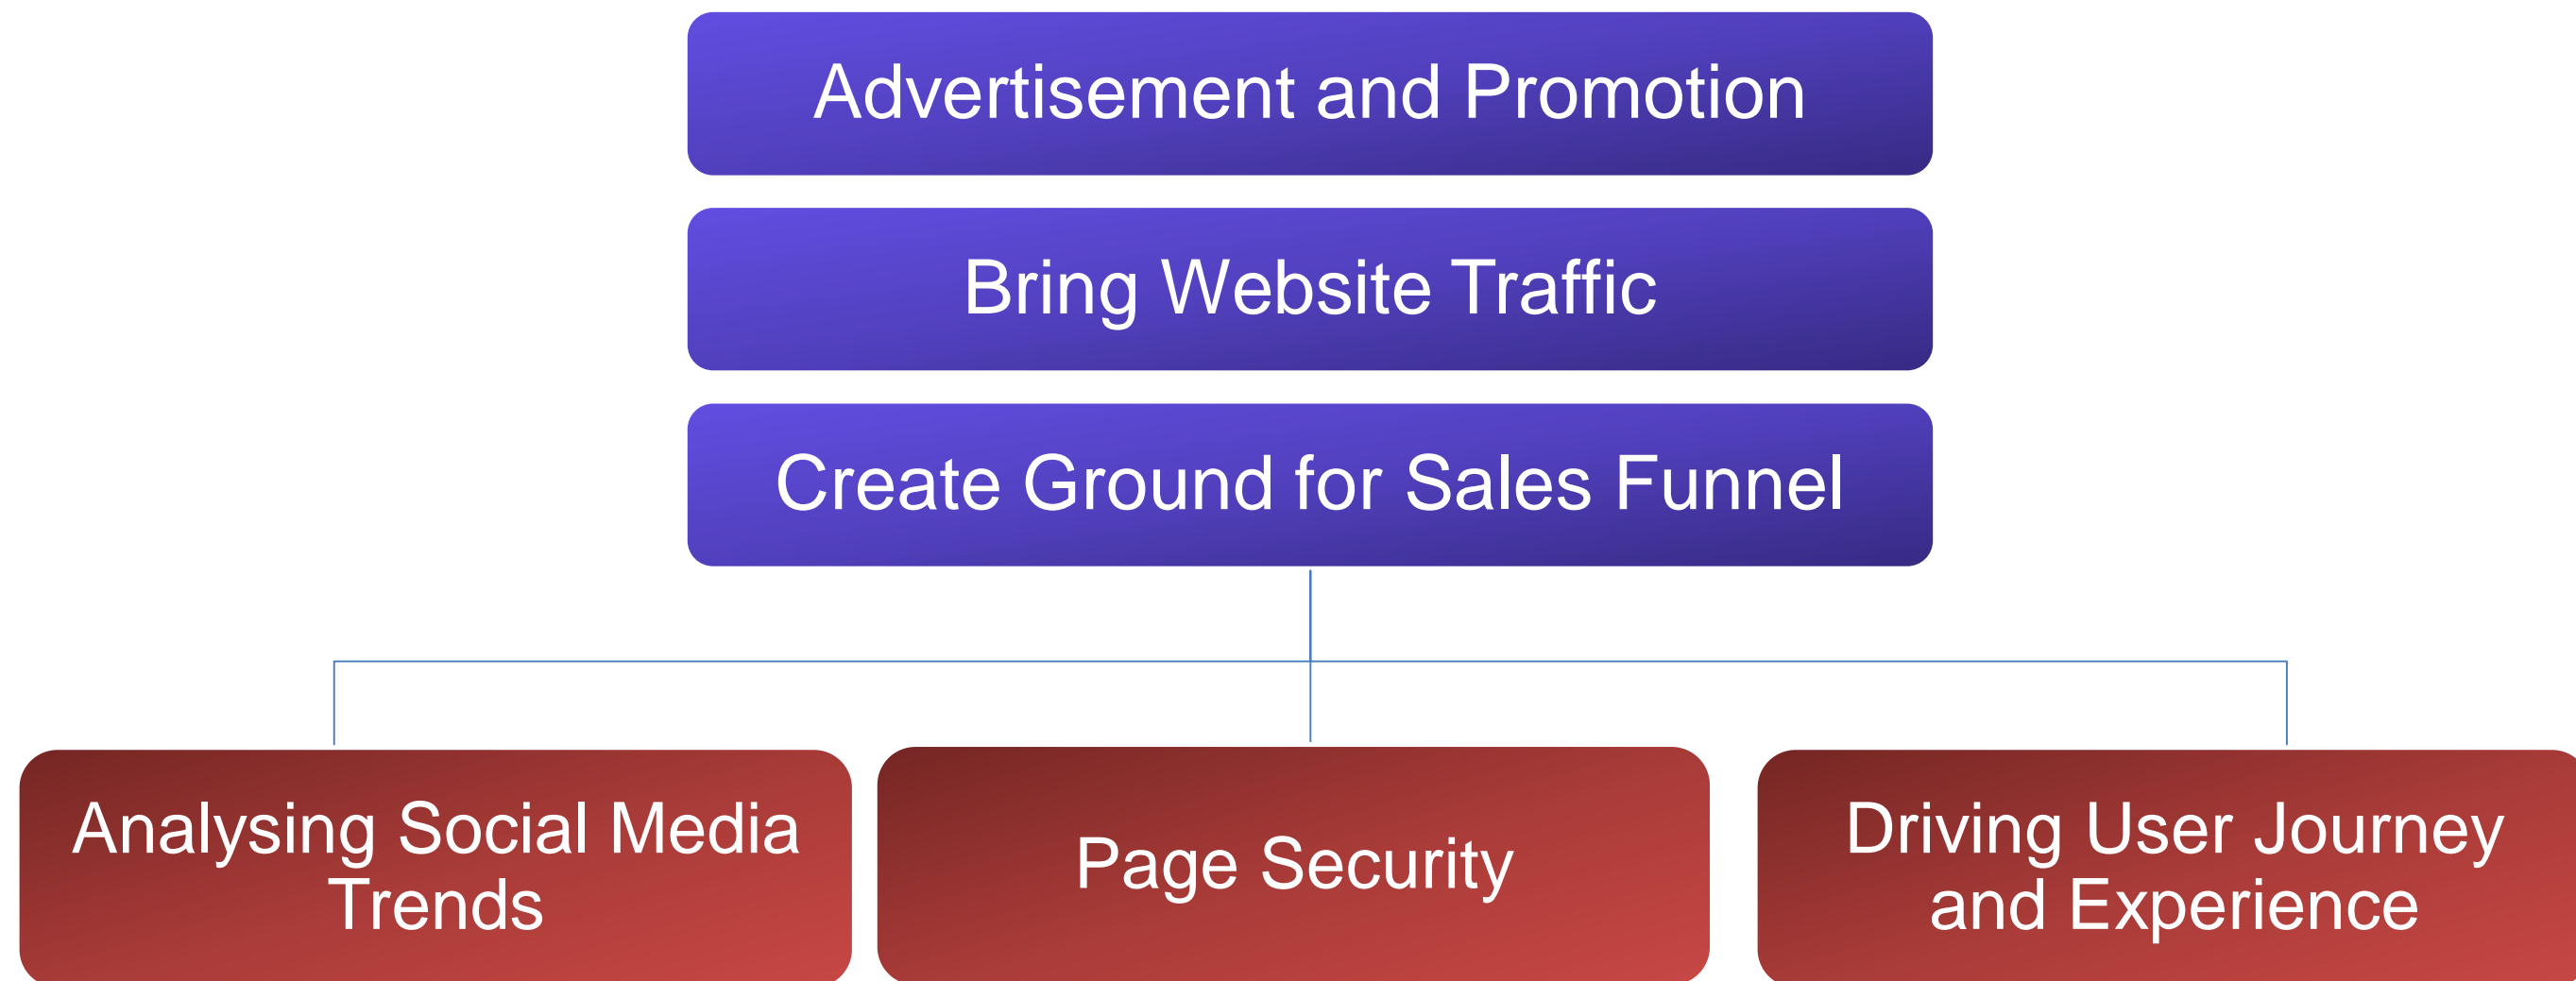 Advertisement and Promotion
Bring Website Traffic
Create Ground for Sales Funnel
Analysing Social Media
Trends
Page Security
Driving User Journey
and Experience